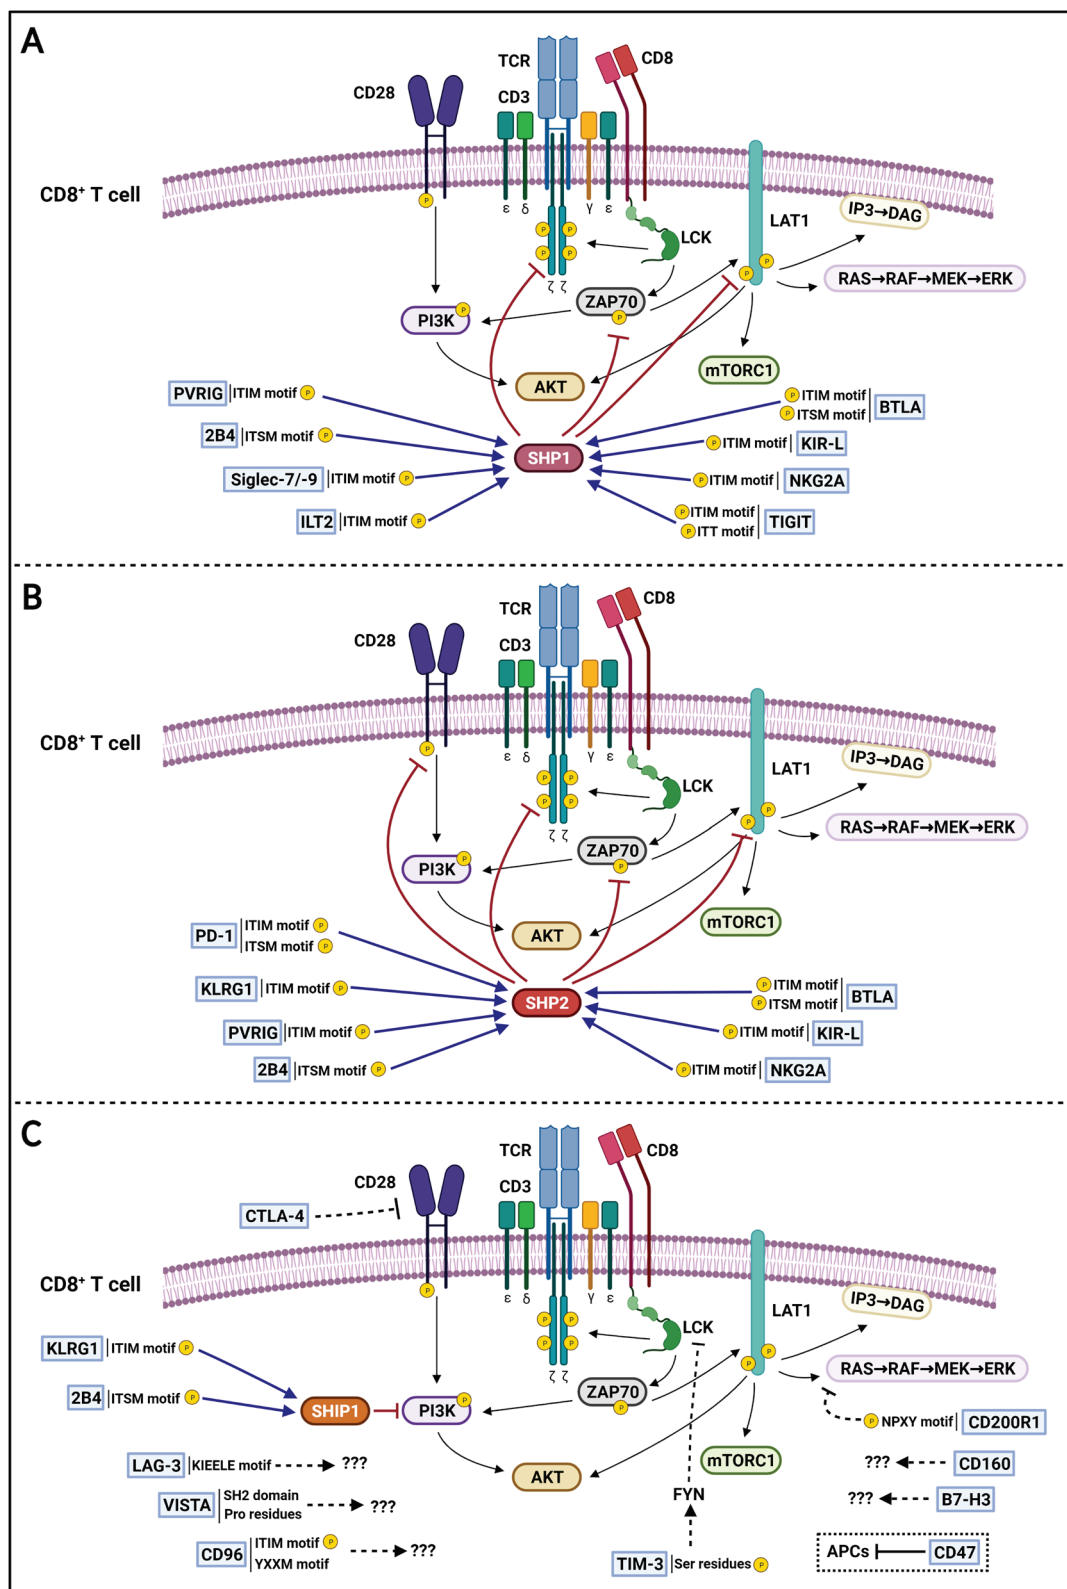 A
TCR
CD8
CD28
CD3
CD8⁺ T cell
P
ε
δ
γ
ε
P
P
P
P
LCK
LAT1
IP3→DAG
P
P
RAS→RAF→MEK→ERK
ζ ζ
ZAP70
P
PI3K
P
mTORC1
AKT
PVRIG ITIM motif P
P ITIM motif
P ITSM motif
BTLA
2B4 ITSM motif P
P ITIM motif KIR-L
SHP1
Siglec-7/-9 ITIM motif P
P ITIM motif NKG2A
ILT2 ITIM motif P
P ITIM motif
P ITT motif
TIGIT
B
TCR
CD8
CD28
CD3
CD8⁺ T cell
P
ε
δ
γ
ε
P
P
P
P
LCK
LAT1
IP3→DAG
P
P
RAS→RAF→MEK→ERK
ζ ζ
ZAP70
P
PI3K
P
mTORC1
AKT
PD-1
ITIM motif P
ITSM motif P
KLRG1 ITIM motif P
SHP2
P ITIM motif
P ITSM motif
BTLA
PVRIG ITIM motif P
P ITIM motif KIR-L
2B4 ITSM motif P
P ITIM motif NKG2A
C
TCR
CD8
CD28
CD3
CTLA-4
CD8⁺ T cell
P
ε
δ
γ
ε
P
P
P
P
LCK
LAT1
IP3→DAG
P
P
RAS→RAF→MEK→ERK
ζ ζ
KLRG1 ITIM motif P
ZAP70
P
2B4 ITSM motif P
SHIP1
PI3K
P
P NPXY motif CD200R1
mTORC1
LAG-3 KIEELE motif ???
AKT
??? CD160
VISTA
SH2 domain
Pro residues
???
FYN
??? B7-H3
CD96
ITIM motif P
YXXM motif
???
TIM-3 Ser residues P
APCs CD47